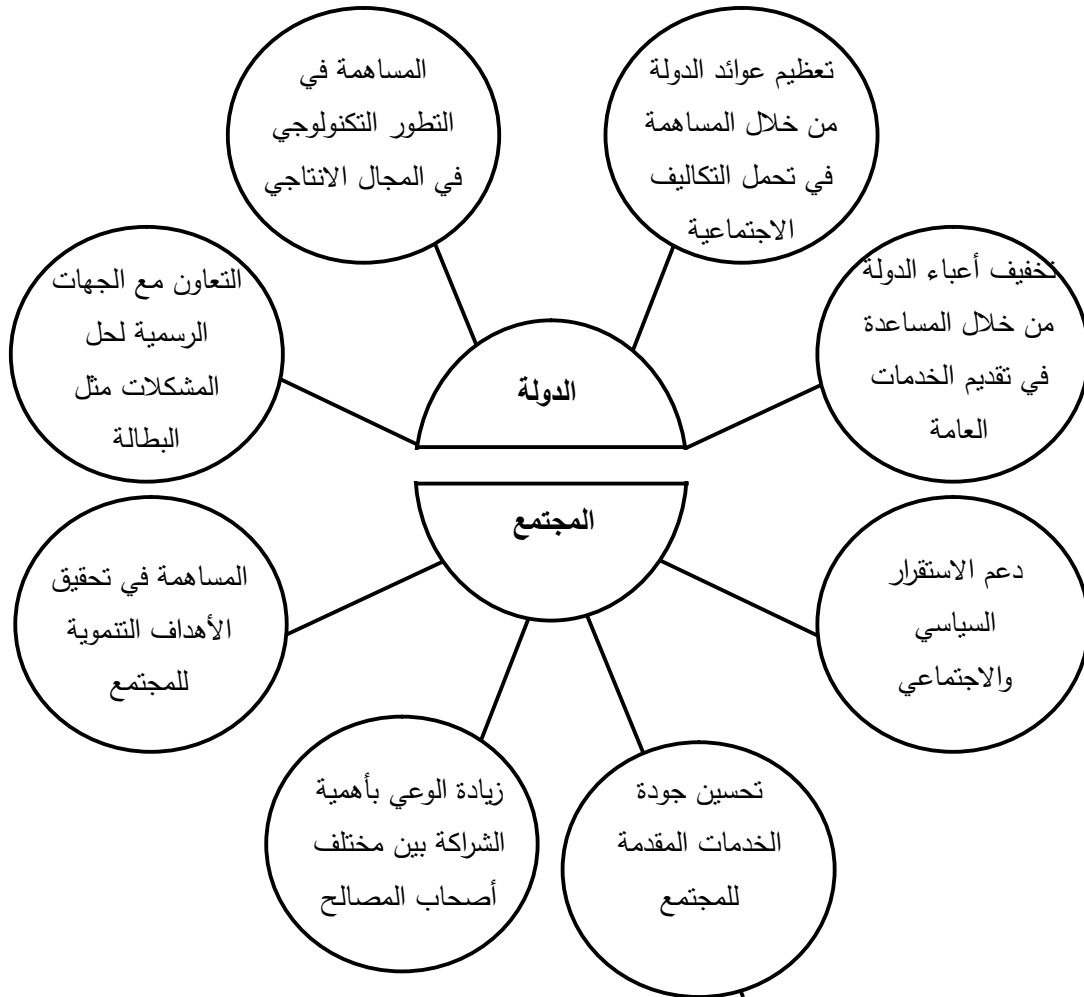 تعظيم عوائد الدولة
من خلال المساهمة
في تحمل التكاليف
الاجتماعية
المساهمة في
التطور التكنولوجي
في المجال الانتاجي
تخفيف أعباء الدولة
من خلال المساعدة
في تقديم الخدمات
العامة
التعاون مع الجهات
الرسمية لحل
المشكلات مثل
البطالة
الدولة
المجتمع
دعم الاستقرار
السياسي
والاجتماعي
المساهمة في تحقيق
الأهداف التنموية
للمجتمع
تحسين جودة
الخدمات المقدمة
للمجتمع
زيادة الوعي بأهمية
الشراكة بين مختلف
أصحاب المصالح